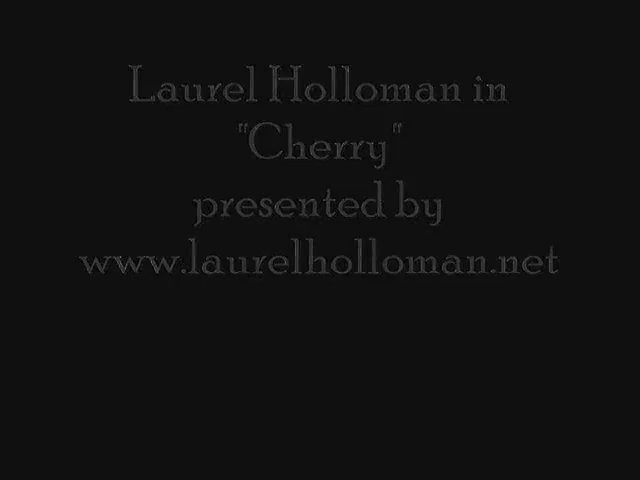 Laurel Holloman in
"Cherry"
presented by
www.laurelholloman.net